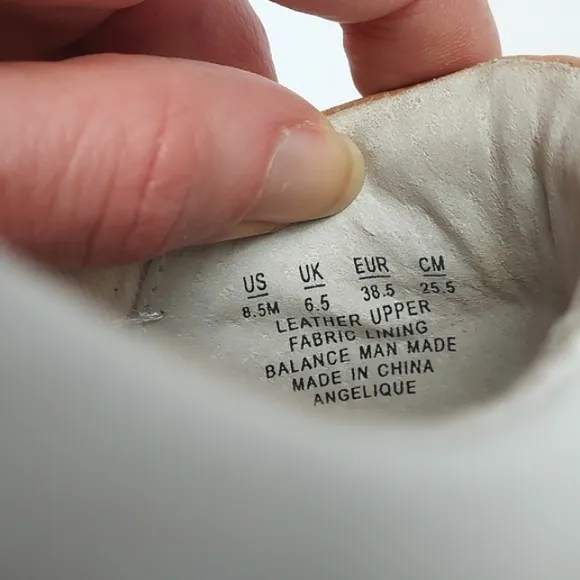 US UK EUR CM
8.5M 6.5 38.5 25.5
LEATHER UPPER
FABRIC LINING
BALANCE MAN MADE
MADE IN CHINA
ANGELIQUE